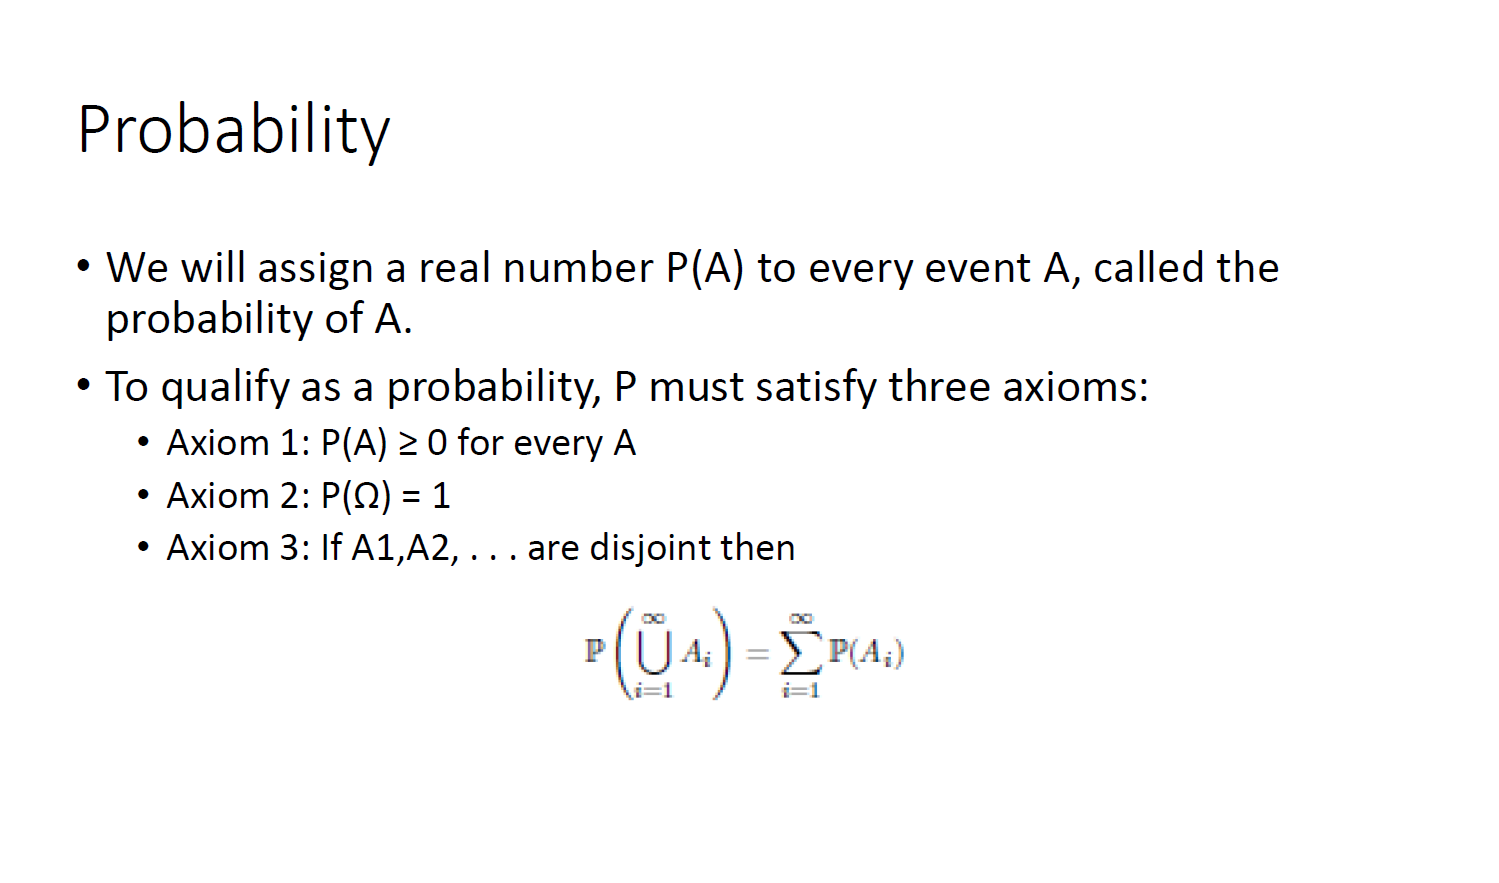 Probability
• We will assign a real number P(A) to every event A, called the
probability of A.
• To qualify as a probability, P must satisfy three axioms:
• Axiom 1: P(A) ≥ 0 for every A
• Axiom 2: P(Ω) = 1
• Axiom 3: If A1,A2, . . . are disjoint then
ℙ(⋃_{i=1}^{∞} A_i) = ∑_{i=1}^{∞} ℙ(A_i)